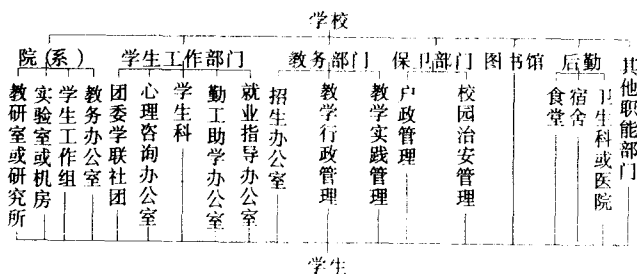 学校
院(系)
学生工作部门
教务部门
保卫部门
图书馆
后勤
其他职能部门
教研室或研究所
实验室或机房
学生工作组
教务办公室
团委学联社团
心理咨询办公室
学生科
勤工助学办公室
就业指导办公室
招生办公室
教学行政管理
教学实践管理
户政管理
校园治安管理
食堂
宿舍
卫生科或医院
学生